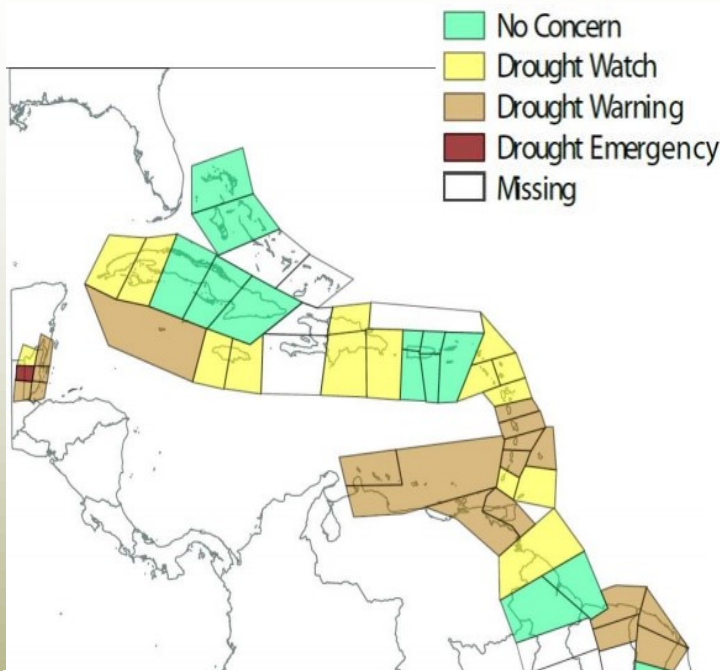 No Concern
Drought Watch
Drought Warning
Drought Emergency
Missing